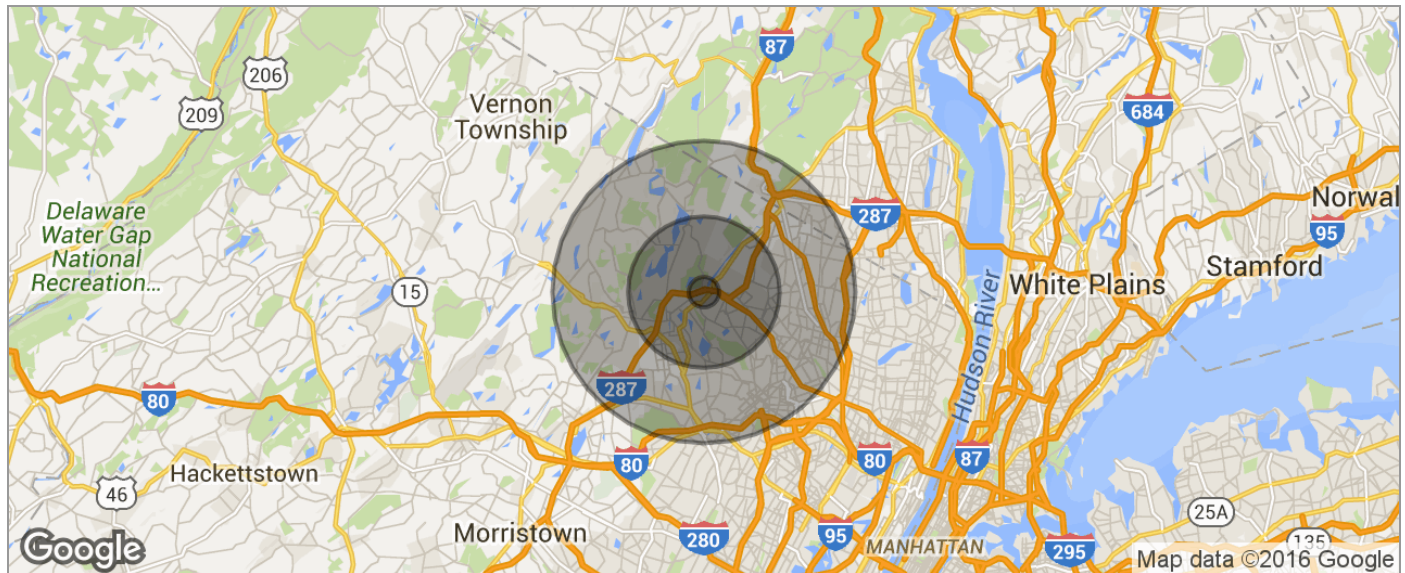 87
206
209
Vernon
Township
684
Norwal
Delaware
Water Gap
National
Recreation...
287
95
15
White Plains
Stamford
Hudson River
287
80
80
80
87
Hackettstown
46
Morristown
280
95
MANHATTAN
295
25A
135
Google
Map data ©2016 Google